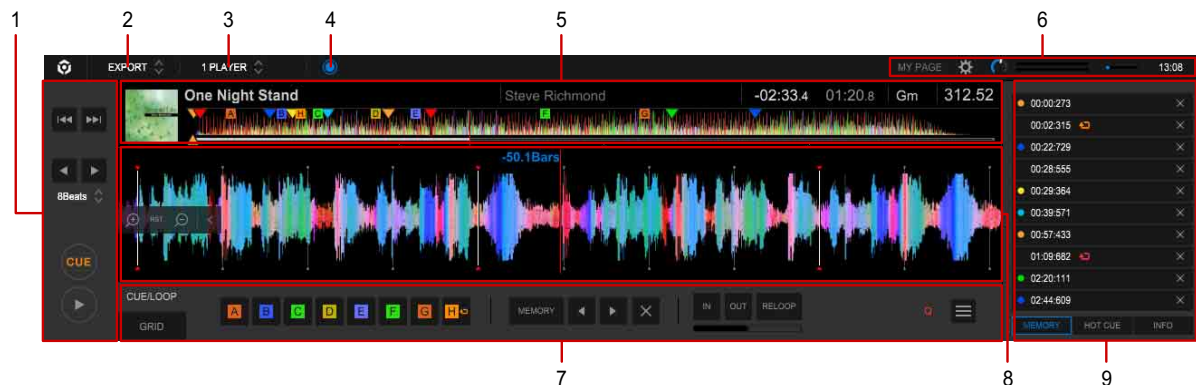 1 2 3 4 5 6
EXPORT 1 PLAYER MY PAGE 13:08
One Night Stand Steve Richmond -02:33.4 01:20.8 Gm 312.52
A B H C D E F G
8Beats
-50.1Bars
RST
CUE
00:00:273
00:02:315
00:22:729
00:28:555
00:29:364
00:39:571
00:57:433
01:09:682
02:20:111
02:44:609
CUE/LOOP
GRID
A B C D E F G H
MEMORY
IN OUT RELOOP
Q
MEMORY HOT CUE INFO
7 8 9